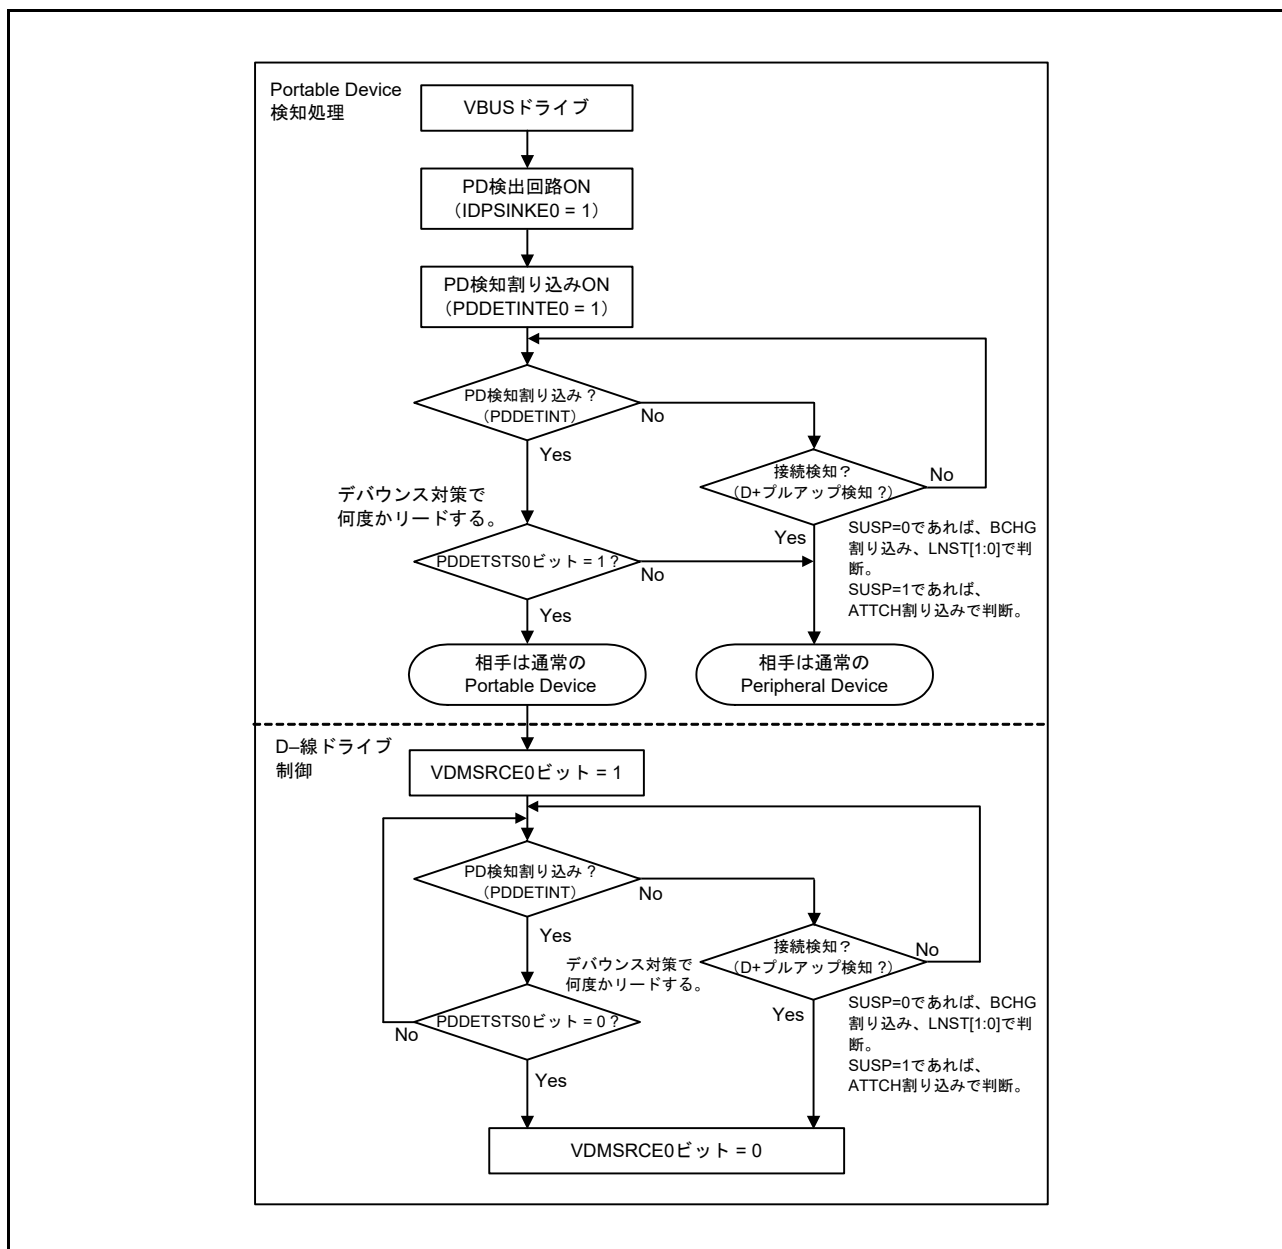 Portable Device
検知処理
VBUSドライブ
PD検出回路ON
（IDPSINKE0 = 1）
PD検知割り込みON
（PDDETINTE0 = 1）
PD検知割り込み？
（PDDETINT）
No
Yes
接続検知？
（D+プルアップ検知？）
No
デバウンス対策で
何度かリードする。
Yes
SUSP=0であれば、BCHG
割り込み、LNST[1:0]で判
断。
SUSP=1であれば、
ATTCH割り込みで判断。
PDDETSTS0ビット = 1？
No
Yes
相手は通常の
Portable Device
相手は通常の
Peripheral Device
D–線ドライブ
制御
VDMSRCE0ビット = 1
PD検知割り込み？
（PDDETINT）
No
Yes
接続検知？
（D+プルアップ検知？）
No
デバウンス対策で
何度かリードする。
Yes
SUSP=0であれば、BCHG
割り込み、LNST[1:0]で判
断。
SUSP=1であれば、
ATTCH割り込みで判断。
PDDETSTS0ビット = 0？
No
Yes
VDMSRCE0ビット = 0